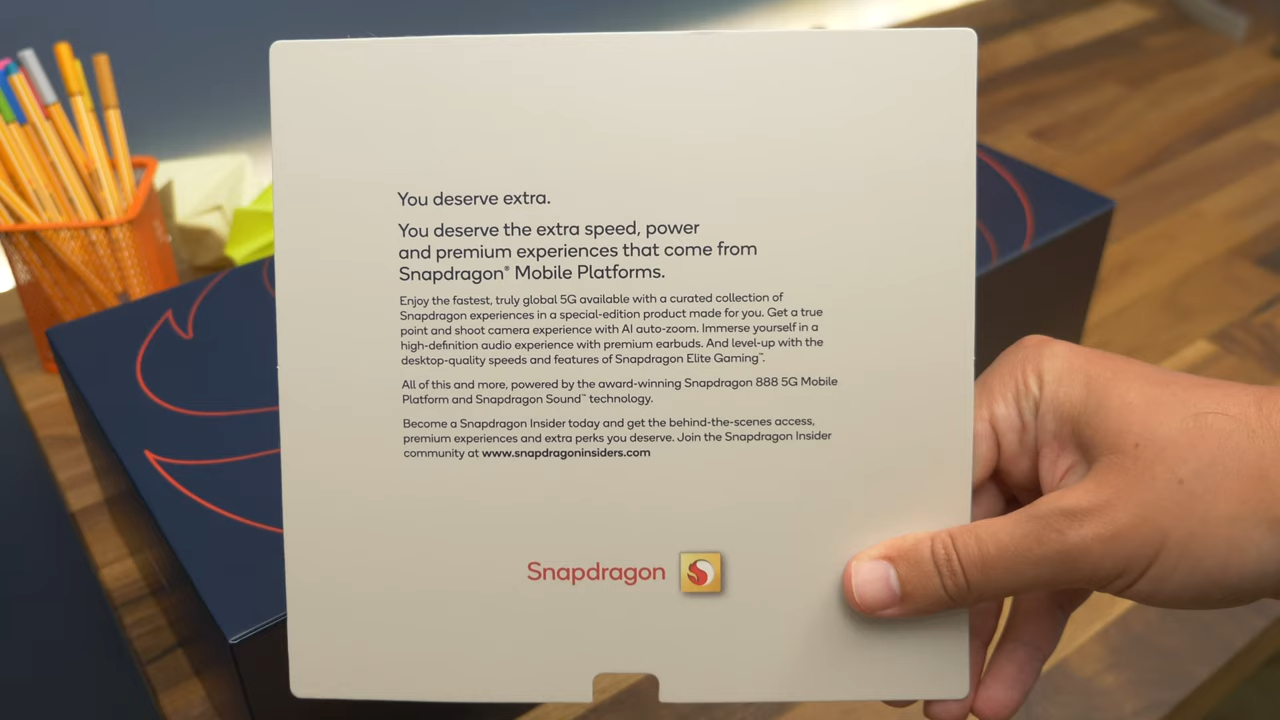 You deserve extra.
You deserve the extra speed, power
and premium experiences that come from
Snapdragon® Mobile Platforms.
Enjoy the fastest, truly global 5G available with a curated collection of
Snapdragon experiences in a special-edition product made for you. Get a true
point and shoot camera experience with AI auto-zoom. Immerse yourself in a
high-definition audio experience with premium earbuds. And level-up with the
desktop-quality speeds and features of Snapdragon Elite Gaming™.
All of this and more, powered by the award-winning Snapdragon 888 5G Mobile
Platform and Snapdragon Sound™ technology.
Become a Snapdragon Insider today and get the behind-the-scenes access,
premium experiences and extra perks you deserve. Join the Snapdragon Insider
community at www.snapdragoninsiders.com
Snapdragon